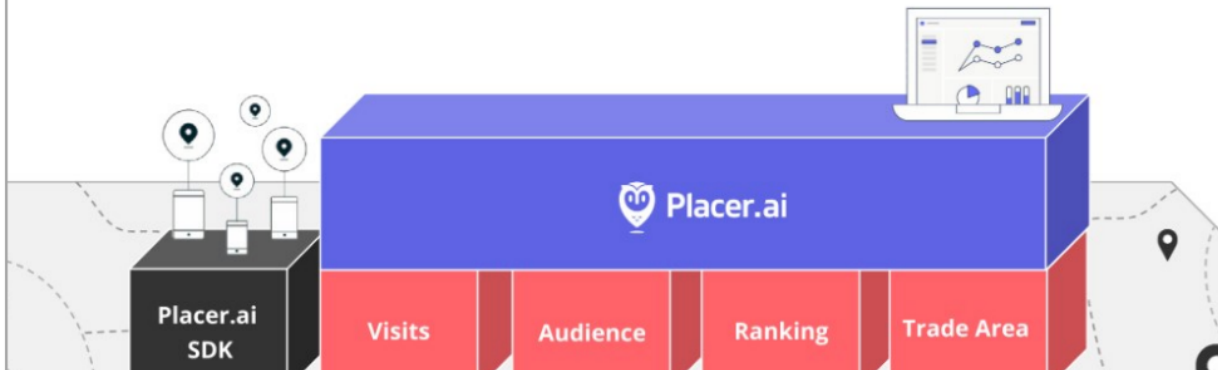 Placer.ai
Placer.ai
SDK
Visits
Audience
Ranking
Trade Area